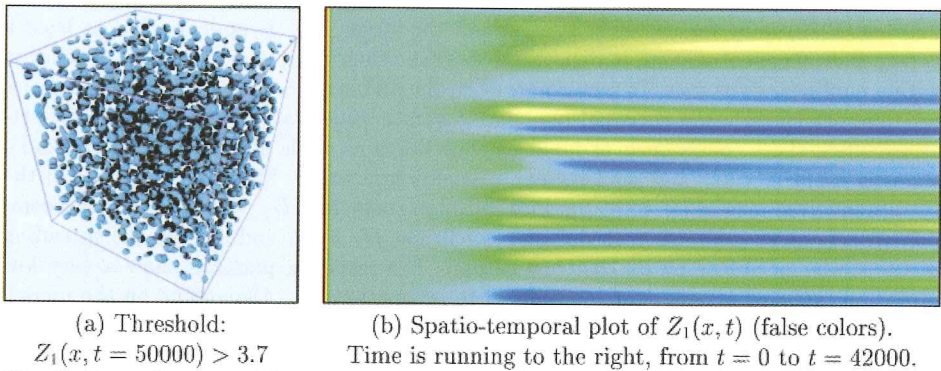 (a) Threshold:
Z₁(x, t = 50000) > 3.7
(b) Spatio-temporal plot of Z₁(x, t) (false colors).
Time is running to the right, from t = 0 to t = 42000.